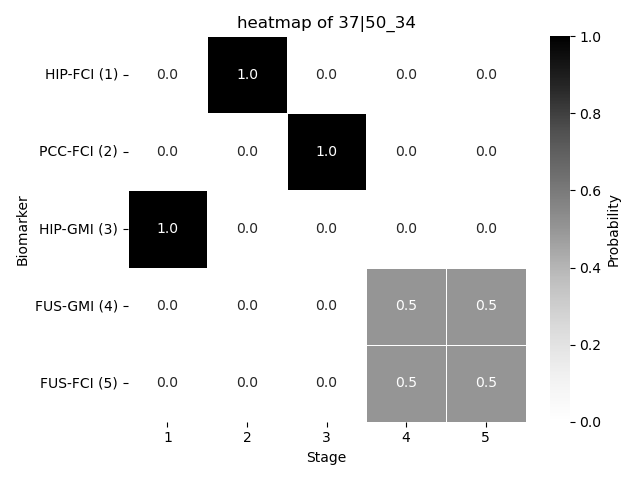 heatmap of 37|50_34
HIP-FCI (1) 0.0 1.0 0.0 0.0 0.0
PCC-FCI (2) 0.0 0.0 1.0 0.0 0.0
HIP-GMI (3) 1.0 0.0 0.0 0.0 0.0
FUS-GMI (4) 0.0 0.0 0.0 0.5 0.5
FUS-FCI (5) 0.0 0.0 0.0 0.5 0.5
1 2 3 4 5
Stage
Biomarker
1.0
0.8
0.6
0.4
0.2
0.0
Probability